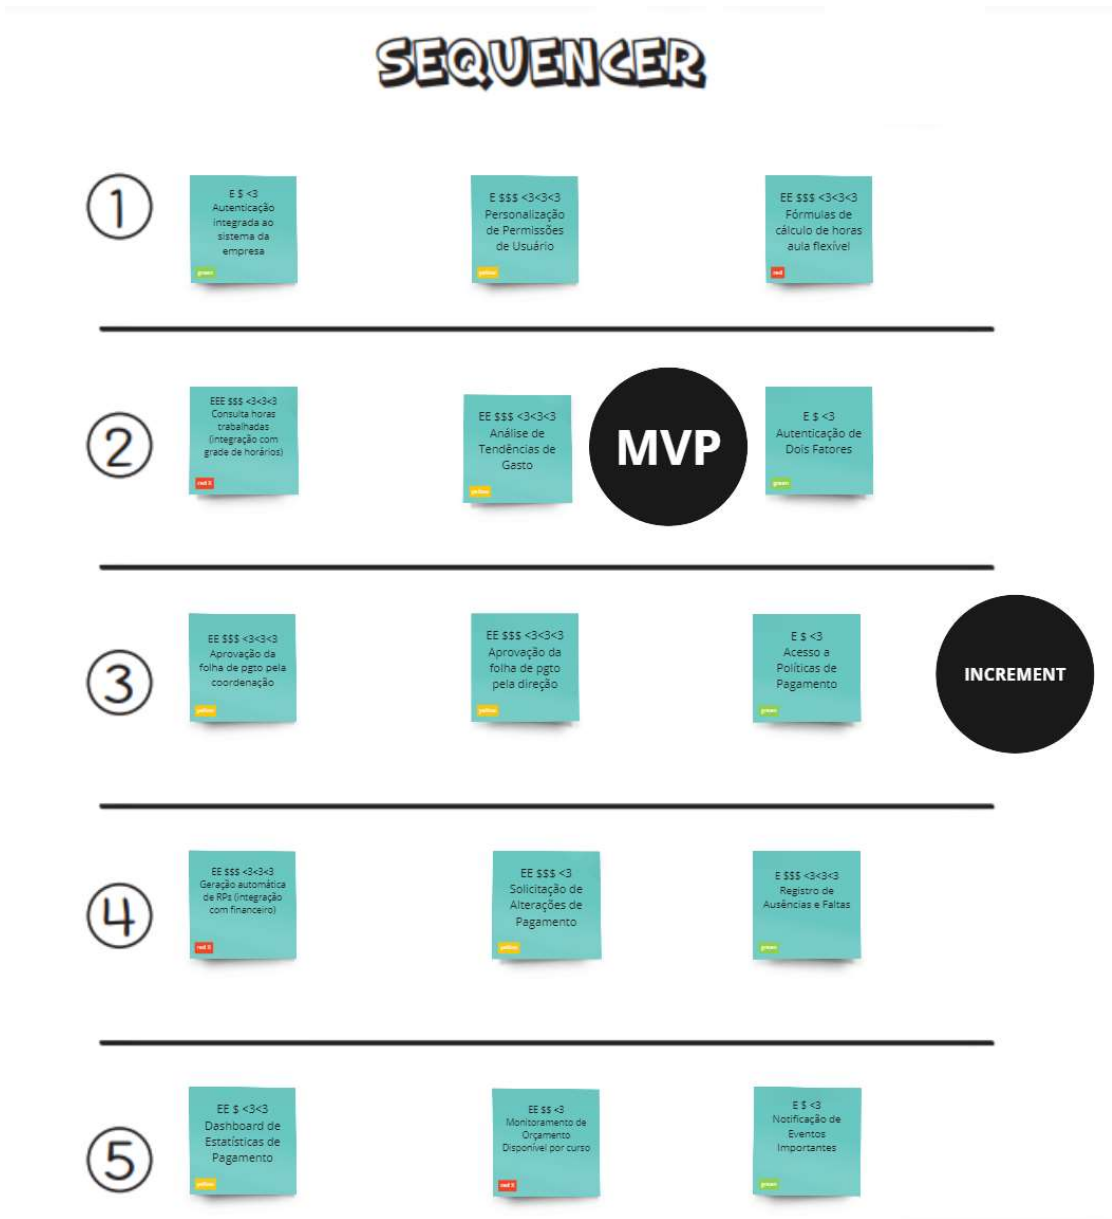 SEQUENCER
1
E $ <3
Autenticação
integrada ao
sistema da
empresa
green
E $$$ <3<3<3
Personalização
de Permissões
de Usuário
yellow
EE $$$ <3<3<3
Fórmulas de
cálculo de horas
aula flexível
red
2
EEE $$$ <3<3<3
Consulta horas
trabalhadas
(integração com
grade de horários)
red X
EE $$$ <3<3<3
Análise de
Tendências de
Gasto
yellow
MVP
E $ <3
Autenticação de
Dois Fatores
green
3
EE $$$ <3<3<3
Aprovação da
folha de pgto pela
coordenação
yellow
EE $$$ <3<3<3
Aprovação da
folha de pgto
pela direção
yellow
E $ <3
Acesso a
Políticas de
Pagamento
green
INCREMENT
4
EE $$$ <3<3<3
Geração automática
de RPs (integração
com financeiro)
red X
EE $$$ <3
Solicitação de
Alterações de
Pagamento
yellow
E $$$ <3<3<3
Registro de
Ausências e Faltas
green
5
EE $ <3<3
Dashboard de
Estatísticas de
Pagamento
yellow
EE $$ <3
Monitoramento de
Orçamento
Disponível por curso
red X
E $ <3
Notificação de
Eventos
Importantes
green